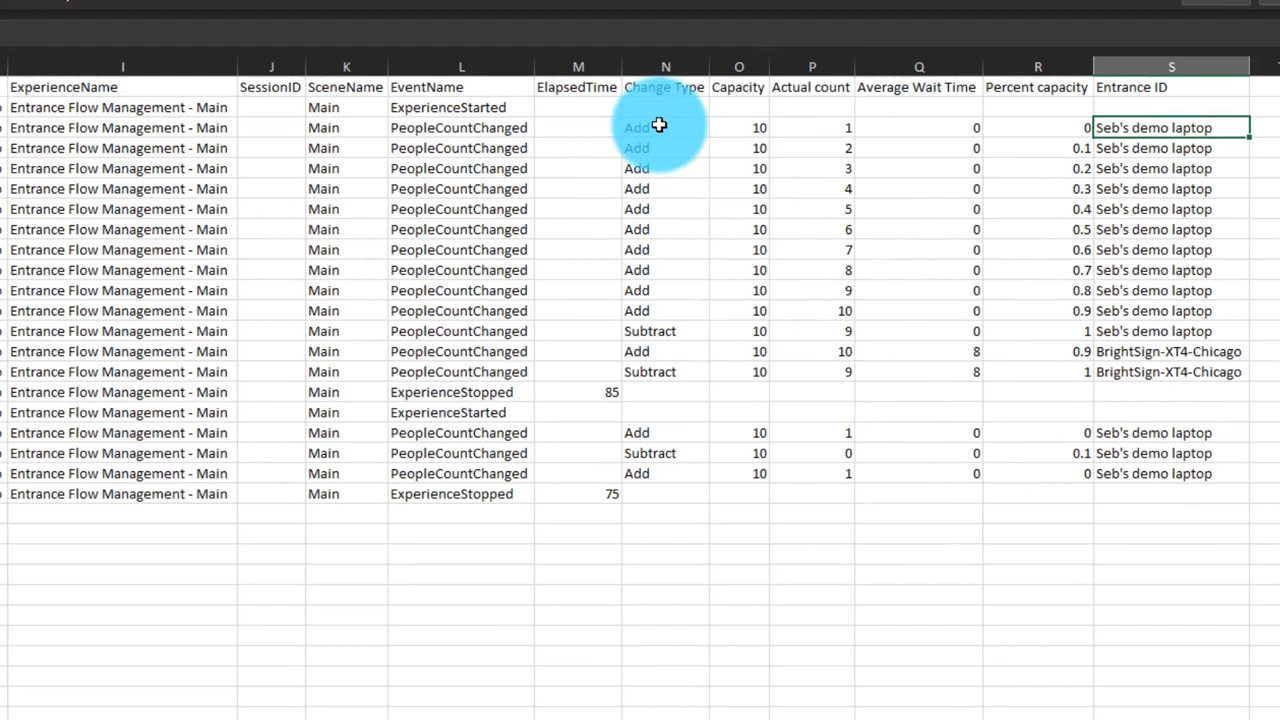 I J K L M N O P Q R S
ExperienceName SessionID SceneName EventName ElapsedTime Change Type Capacity Actual count Average Wait Time Percent capacity Entrance ID
Entrance Flow Management - Main Main ExperienceStarted
Entrance Flow Management - Main Main PeopleCountChanged Add 10 1 0 0 Seb's demo laptop
Entrance Flow Management - Main Main PeopleCountChanged Add 10 2 0 0.1 Seb's demo laptop
Entrance Flow Management - Main Main PeopleCountChanged Add 10 3 0 0.2 Seb's demo laptop
Entrance Flow Management - Main Main PeopleCountChanged Add 10 4 0 0.3 Seb's demo laptop
Entrance Flow Management - Main Main PeopleCountChanged Add 10 5 0 0.4 Seb's demo laptop
Entrance Flow Management - Main Main PeopleCountChanged Add 10 6 0 0.5 Seb's demo laptop
Entrance Flow Management - Main Main PeopleCountChanged Add 10 7 0 0.6 Seb's demo laptop
Entrance Flow Management - Main Main PeopleCountChanged Add 10 8 0 0.7 Seb's demo laptop
Entrance Flow Management - Main Main PeopleCountChanged Add 10 9 0 0.8 Seb's demo laptop
Entrance Flow Management - Main Main PeopleCountChanged Add 10 10 0 0.9 Seb's demo laptop
Entrance Flow Management - Main Main PeopleCountChanged Subtract 10 9 0 1 Seb's demo laptop
Entrance Flow Management - Main Main PeopleCountChanged Add 10 10 8 0.9 BrightSign-XT4-Chicago
Entrance Flow Management - Main Main PeopleCountChanged Subtract 10 9 8 1 BrightSign-XT4-Chicago
Entrance Flow Management - Main Main ExperienceStopped 85
Entrance Flow Management - Main Main ExperienceStarted
Entrance Flow Management - Main Main PeopleCountChanged Add 10 1 0 0 Seb's demo laptop
Entrance Flow Management - Main Main PeopleCountChanged Subtract 10 0 0 0.1 Seb's demo laptop
Entrance Flow Management - Main Main PeopleCountChanged Add 10 1 0 0 Seb's demo laptop
Entrance Flow Management - Main Main ExperienceStopped 75